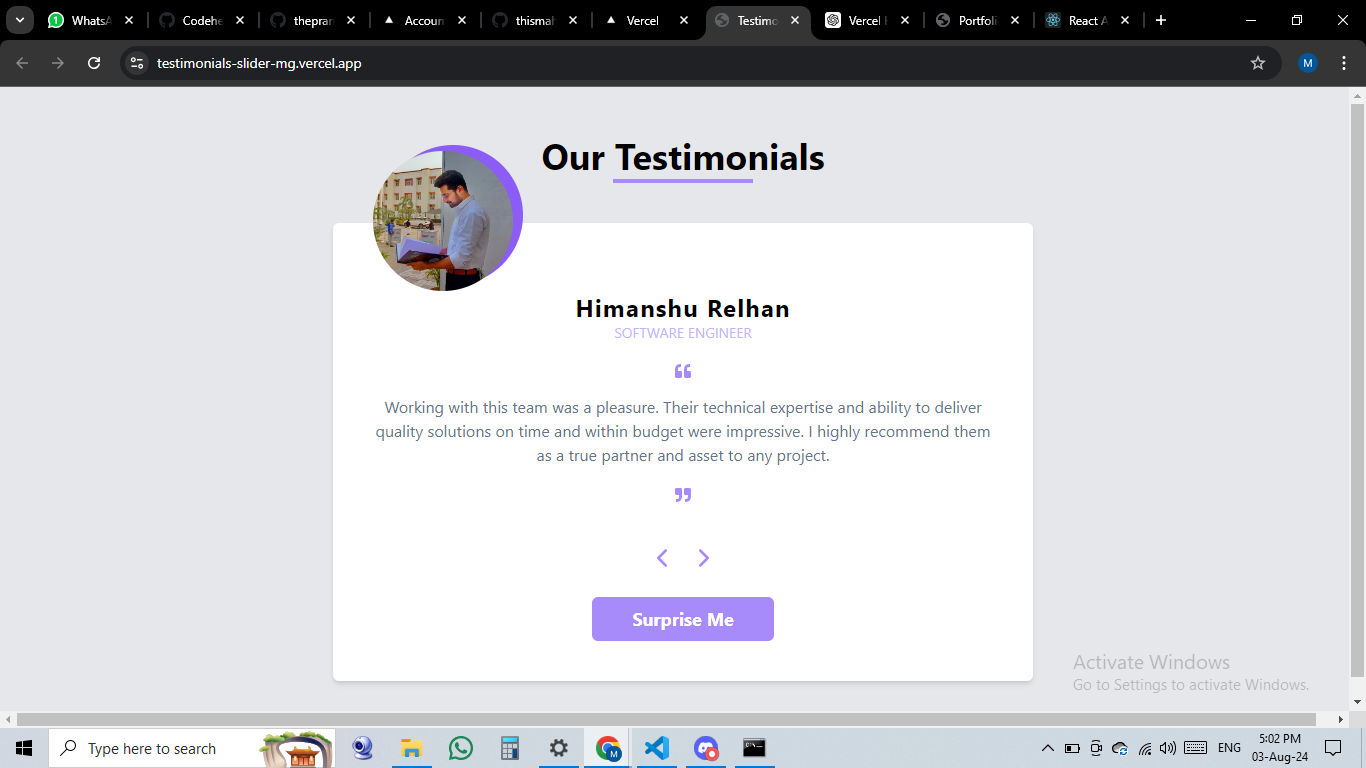 WhatsA
Codehe
thepran
Accoun
thismah
Vercel
Testimo
Vercel
Portfoli
React A
testimonials-slider-mg.vercel.app
M
Our Testimonials
Himanshu Relhan
SOFTWARE ENGINEER
Working with this team was a pleasure. Their technical expertise and ability to deliver
quality solutions on time and within budget were impressive. I highly recommend them
as a true partner and asset to any project.
Surprise Me
Activate Windows
Go to Settings to activate Windows.
Type here to search
ENG
5:02 PM
03-Aug-24